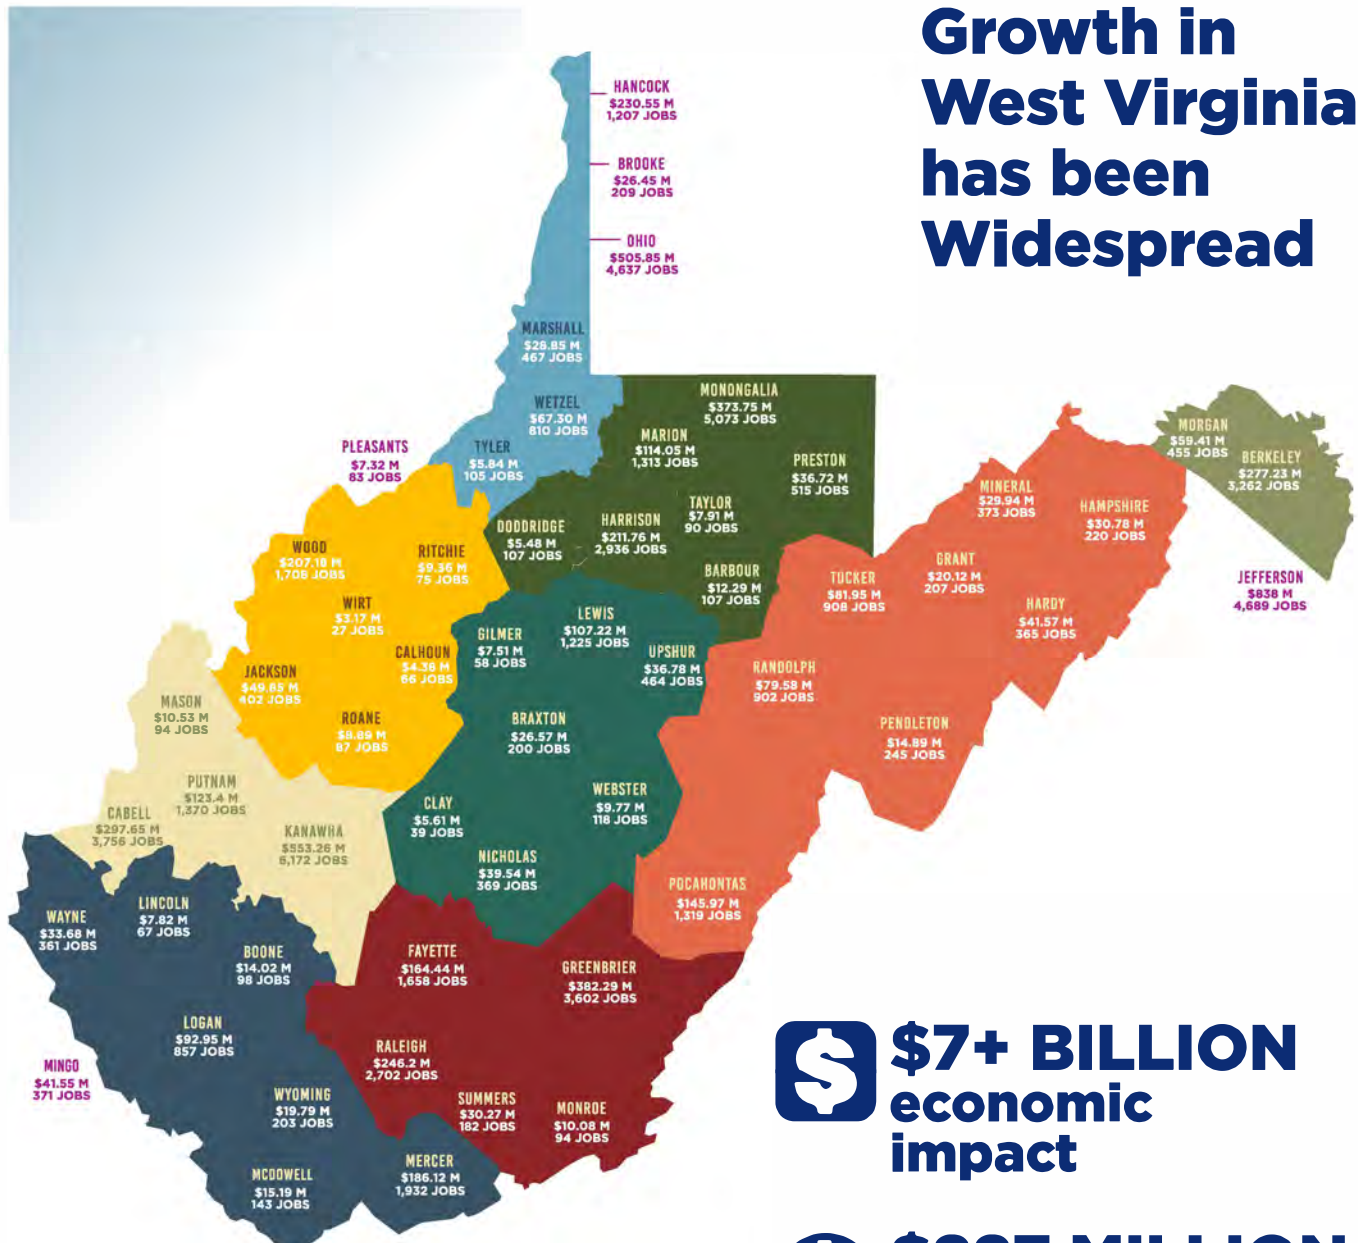 Growth in
West Virginia
has been
Widespread
HANCOCK
$230.55 M
1,207 JOBS
BROOKE
$26.45 M
209 JOBS
OHIO
$505.85 M
4,637 JOBS
MARSHALL
$28.85 M
467 JOBS
WETZEL
$67.30 M
810 JOBS
TYLER
$5.84 M
105 JOBS
PLEASANTS
$7.32 M
83 JOBS
MONONGALIA
$373.75 M
5,073 JOBS
MARION
$114.05 M
1,313 JOBS
PRESTON
$36.72 M
515 JOBS
TAYLOR
$7.91 M
90 JOBS
HARRISON
$211.76 M
2,936 JOBS
DODDRIDGE
$5.48 M
107 JOBS
BARBOUR
$12.29 M
107 JOBS
MORGAN
$59.41 M
455 JOBS
BERKELEY
$277.23 M
3,262 JOBS
JEFFERSON
$838 M
4,689 JOBS
MINERAL
$29.94 M
373 JOBS
HAMPSHIRE
$30.78 M
220 JOBS
GRANT
$20.12 M
207 JOBS
HARDY
$41.57 M
365 JOBS
TUCKER
$81.95 M
908 JOBS
RANDOLPH
$79.58 M
902 JOBS
PENDLETON
$14.89 M
245 JOBS
POCAHONTAS
$145.97 M
1,319 JOBS
WOOD
$207.18 M
1,708 JOBS
RITCHIE
$9.36 M
75 JOBS
WIRT
$3.17 M
27 JOBS
CALHOUN
$4.38 M
66 JOBS
JACKSON
$49.65 M
402 JOBS
ROANE
$8.89 M
87 JOBS
LEWIS
$107.22 M
1,225 JOBS
GILMER
$7.51 M
58 JOBS
UPSHUR
$36.78 M
464 JOBS
BRAXTON
$26.57 M
200 JOBS
WEBSTER
$9.77 M
118 JOBS
CLAY
$5.61 M
39 JOBS
NICHOLAS
$39.54 M
369 JOBS
MASON
$10.53 M
94 JOBS
PUTNAM
$123.4 M
1,370 JOBS
CABELL
$297.65 M
3,756 JOBS
KANAWHA
$553.26 M
6,172 JOBS
WAYNE
$33.68 M
361 JOBS
LINCOLN
$7.82 M
67 JOBS
BOONE
$14.02 M
98 JOBS
LOGAN
$92.95 M
857 JOBS
MINGO
$41.55 M
371 JOBS
WYOMING
$19.79 M
203 JOBS
MCDOWELL
$15.19 M
143 JOBS
MERCER
$186.12 M
1,932 JOBS
FAYETTE
$164.44 M
1,658 JOBS
GREENBRIER
$382.29 M
3,602 JOBS
RALEIGH
$246.2 M
2,702 JOBS
SUMMERS
$30.27 M
182 JOBS
MONROE
$10.08 M
94 JOBS
$7+ BILLION
economic
impact
MILLION